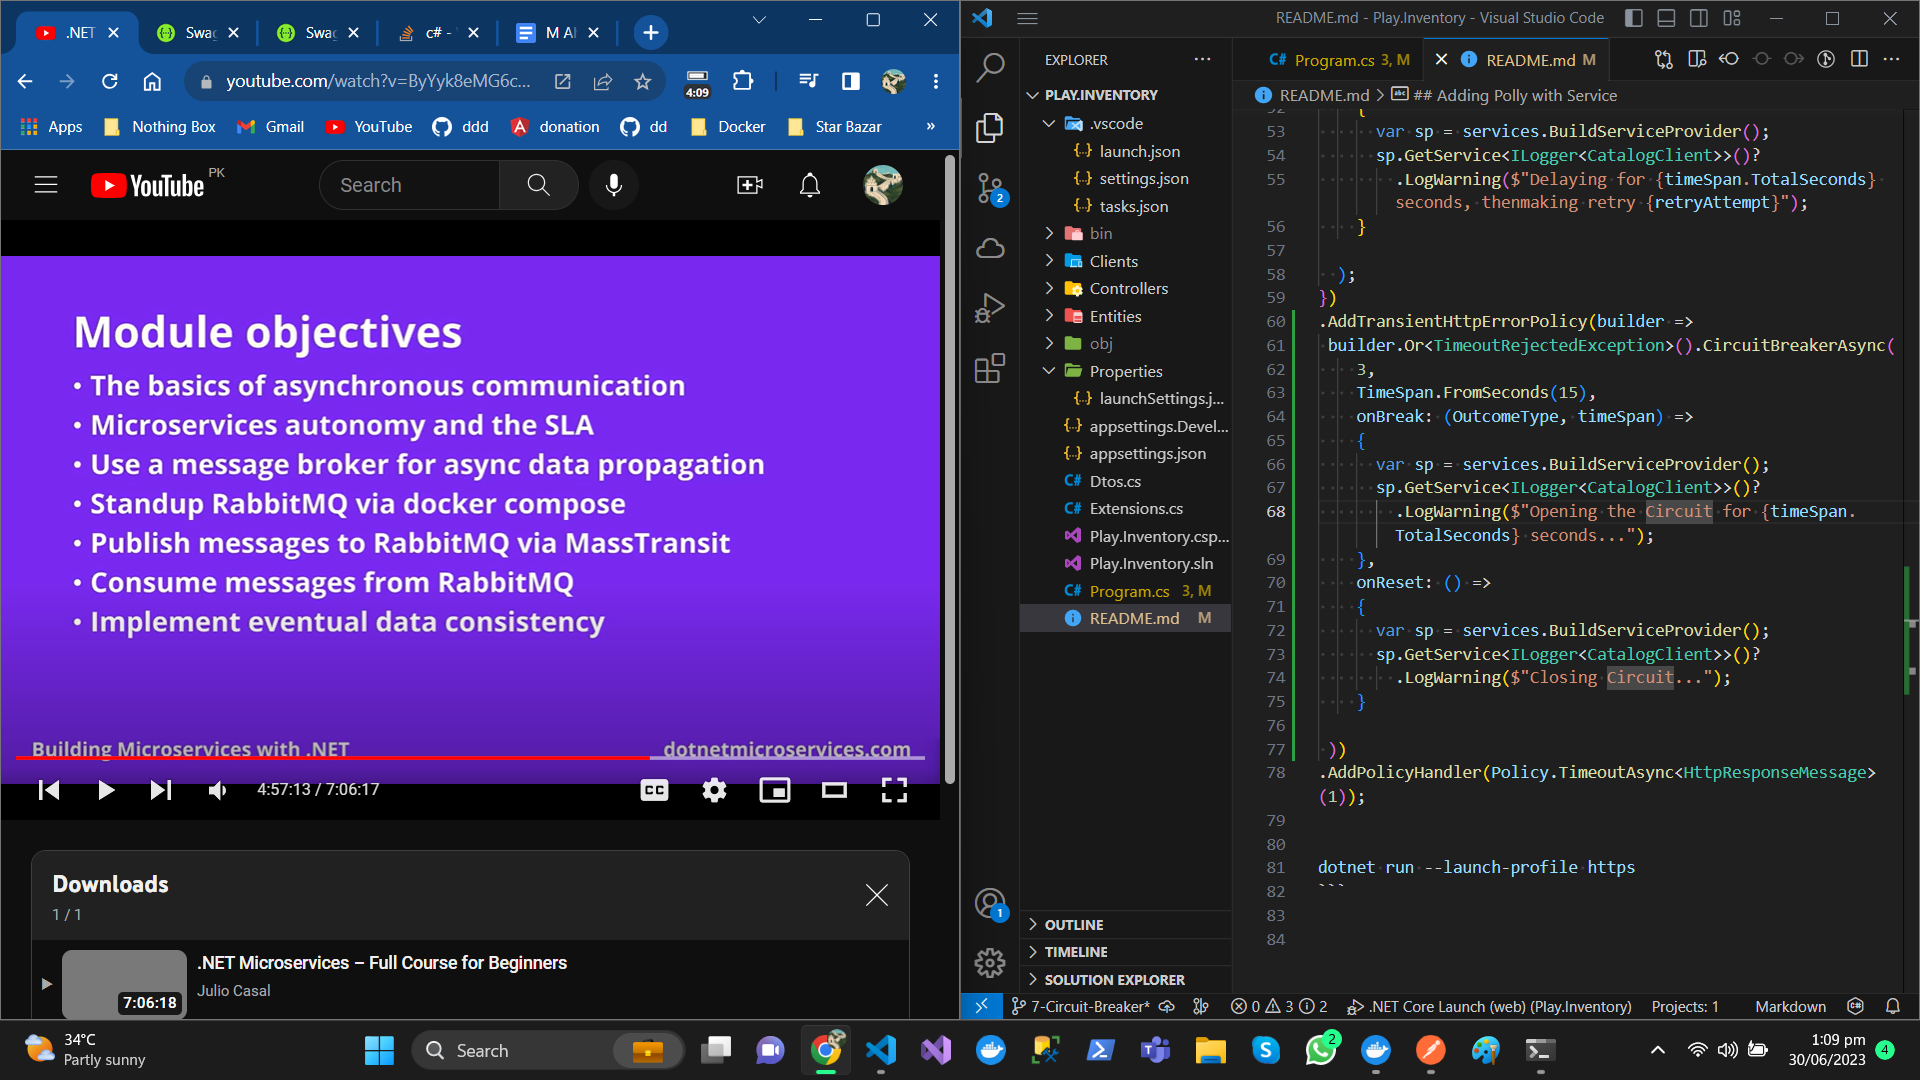 .NET
Swag
Swag
c# -
M Al
youtube.com/watch?v=ByYyk8eMG6c...
4:09
Apps
Nothing Box
Gmail
YouTube
ddd
donation
dd
Docker
Star Bazar
»
YouTube PK
Search
Module objectives
• The basics of asynchronous communication
• Microservices autonomy and the SLA
• Use a message broker for async data propagation
• Standup RabbitMQ via docker compose
• Publish messages to RabbitMQ via MassTransit
• Consume messages from RabbitMQ
• Implement eventual data consistency
Building Microservices with .NET
dotnetmicroservices.com
4:57:13 / 7:06:17
CC
Downloads
1 / 1
7:06:18
.NET Microservices – Full Course for Beginners
Julio Casal
README.md - Play.Inventory - Visual Studio Code
EXPLORER
PLAY.INVENTORY
.vscode
launch.json
settings.json
tasks.json
bin
Clients
Controllers
Entities
obj
Properties
launchSettings.j...
appsettings.Devel...
appsettings.json
Dtos.cs
Extensions.cs
Play.Inventory.csp...
Play.Inventory.sln
Program.cs 3, M
README.md M
OUTLINE
TIMELINE
SOLUTION EXPLORER
2
1
Program.cs 3, M
README.md M
README.md > ## Adding Polly with Service
52 {
53 var sp = services.BuildServiceProvider();
54 sp.GetService<ILogger<CatalogClient>>()?
55 .LogWarning($"Delaying for {timeSpan.TotalSeconds}
seconds, thenmaking retry {retryAttempt}");
56 }
57
58 );
59 })
60 .AddTransientHttpErrorPolicy(builder =>
61 builder.Or<TimeoutRejectedException>().CircuitBreakerAsync(
62 3,
63 TimeSpan.FromSeconds(15),
64 onBreak: (OutcomeType, timeSpan) =>
65 {
66 var sp = services.BuildServiceProvider();
67 sp.GetService<ILogger<CatalogClient>>()?
68 .LogWarning($"Opening the Circuit for {timeSpan.
TotalSeconds} seconds...");
69 },
70 onReset: () =>
71 {
72 var sp = services.BuildServiceProvider();
73 sp.GetService<ILogger<CatalogClient>>()?
74 .LogWarning($"Closing Circuit...");
75 }
76
77 ))
78 .AddPolicyHandler(Policy.TimeoutAsync<HttpResponseMessage>
(1));
79
80
81 dotnet run --launch-profile https
82 ```
83
84
7-Circuit-Breaker*
0 3 2
.NET Core Launch (web) (Play.Inventory)
Projects: 1
Markdown
34°C
Partly sunny
Search
2
1:09 pm
30/06/2023
4